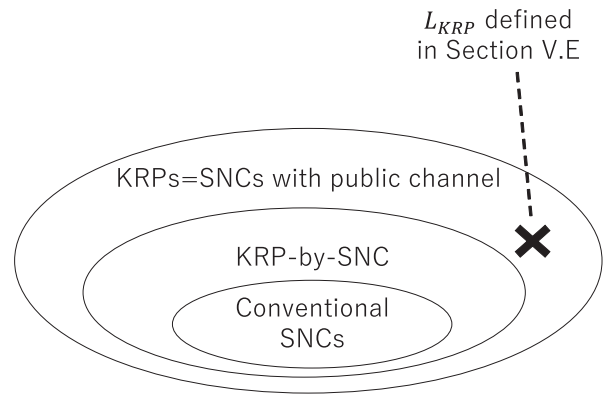 L_KRP defined
in Section V.E
KRPs=SNCs with public channel
KRP-by-SNC
Conventional
SNCs